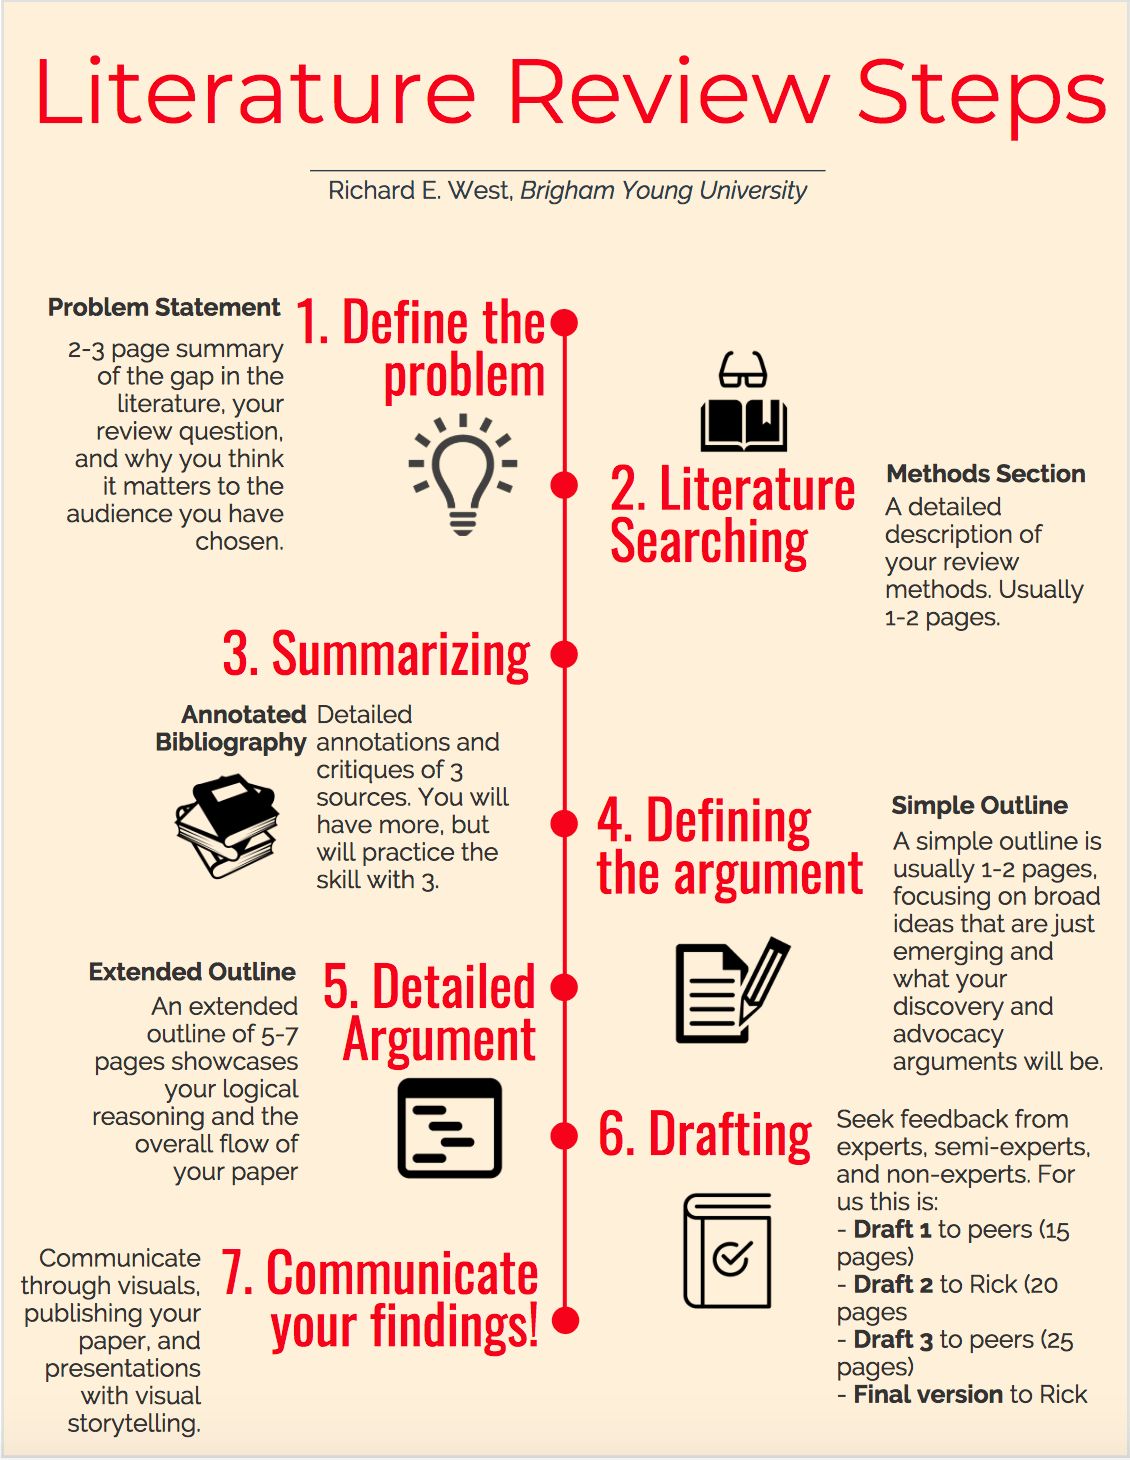 Literature Review Steps
Richard E. West, Brigham Young University
Problem Statement
2-3 page summary
of the gap in the
literature, your
review question,
and why you think
it matters to the
audience you have
chosen.
1. Define the
problem
2. Literature
Searching
Methods Section
A detailed
description of
your review
methods. Usually
1-2 pages.
3. Summarizing
Annotated
Bibliography
Detailed
annotations and
critiques of 3
sources. You will
have more, but
will practice the
skill with 3.
4. Defining
the argument
Simple Outline
A simple outline is
usually 1-2 pages,
focusing on broad
ideas that are just
emerging and
what your
discovery and
advocacy
arguments will be.
Extended Outline
An extended
outline of 5-7
pages showcases
your logical
reasoning and the
overall flow of
your paper
5. Detailed
Argument
6. Drafting
Seek feedback from
experts, semi-experts,
and non-experts. For
us this is:
- Draft 1 to peers (15
pages)
- Draft 2 to Rick (20
pages
- Draft 3 to peers (25
pages)
- Final version to Rick
Communicate
through visuals,
publishing your
paper, and
presentations
with visual
storytelling.
7. Communicate
your findings!